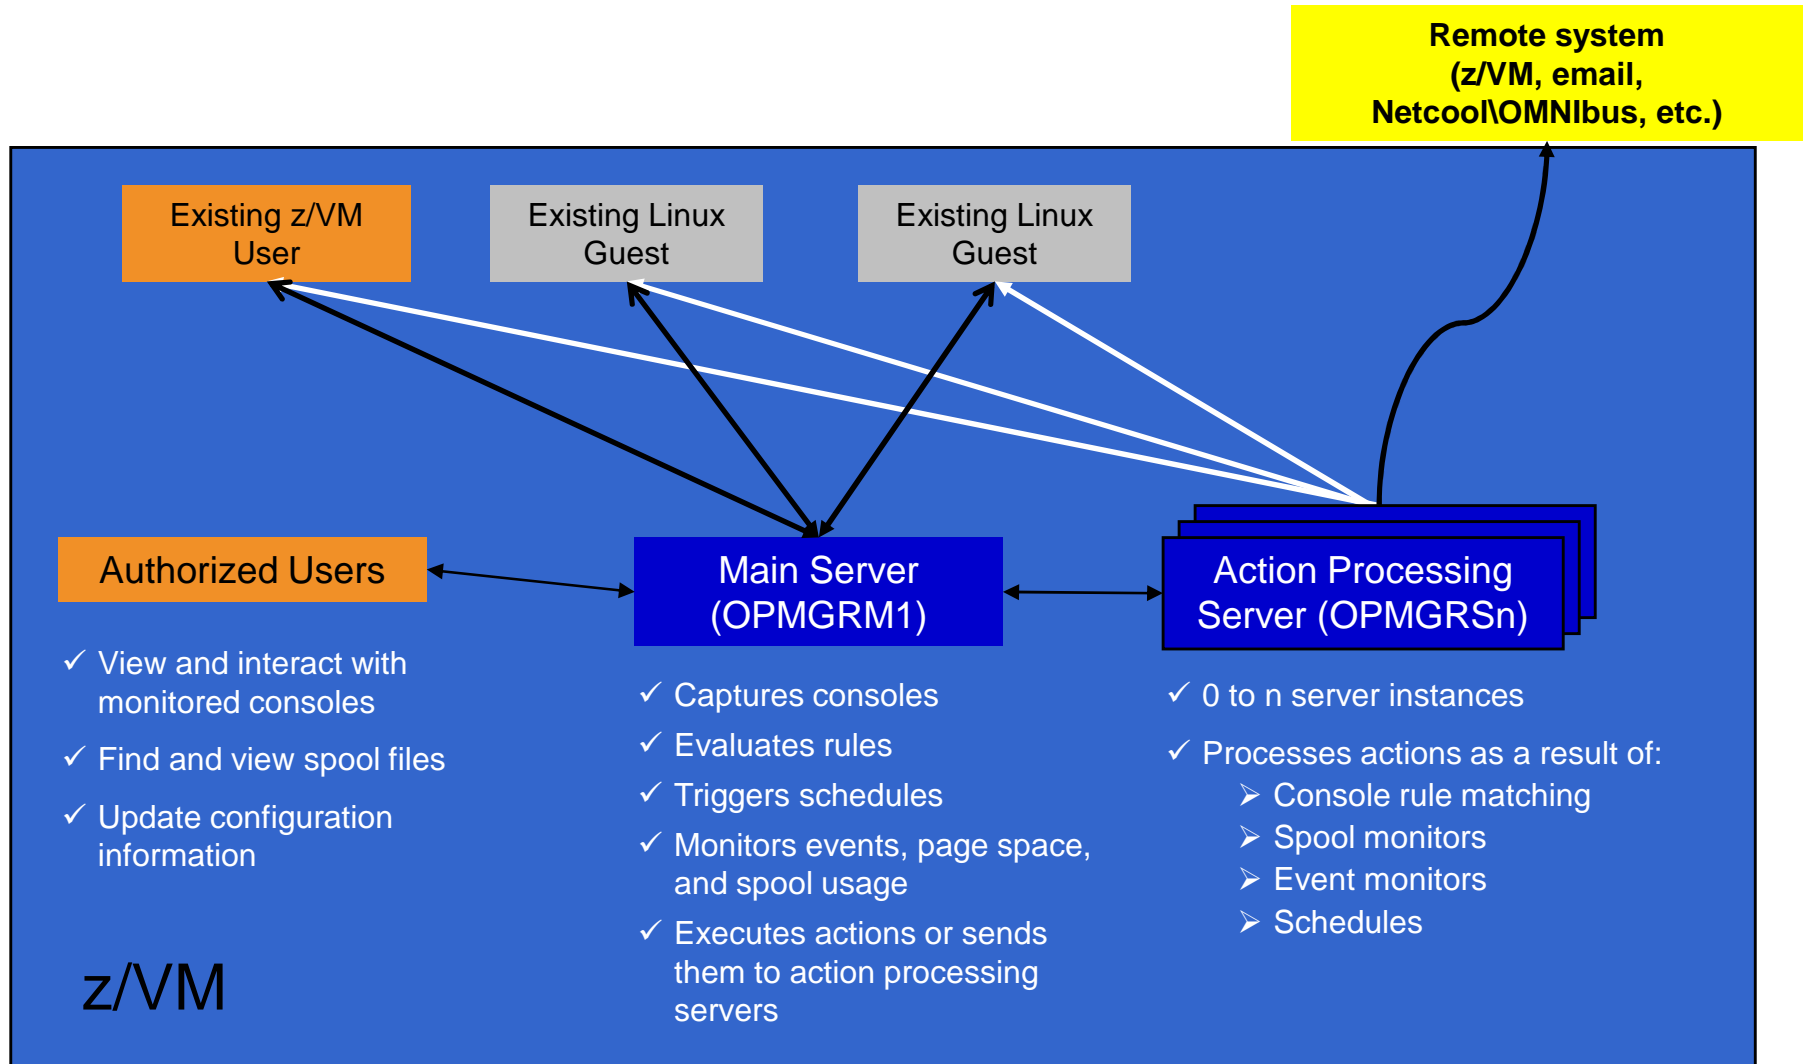 Remote system
(z/VM, email,
Netcool\OMNIbus, etc.)
Existing z/VM
User
Existing Linux
Guest
Existing Linux
Guest
Authorized Users
Main Server
(OPMGRM1)
Action Processing
Server (OPMGRSn)
View and interact with
monitored consoles
Find and view spool files
Update configuration
information
Captures consoles
Evaluates rules
Triggers schedules
Monitors events, page space,
and spool usage
Executes actions or sends
them to action processing
servers
0 to n server instances
Processes actions as a result of:
Console rule matching
Spool monitors
Event monitors
Schedules
z/VM